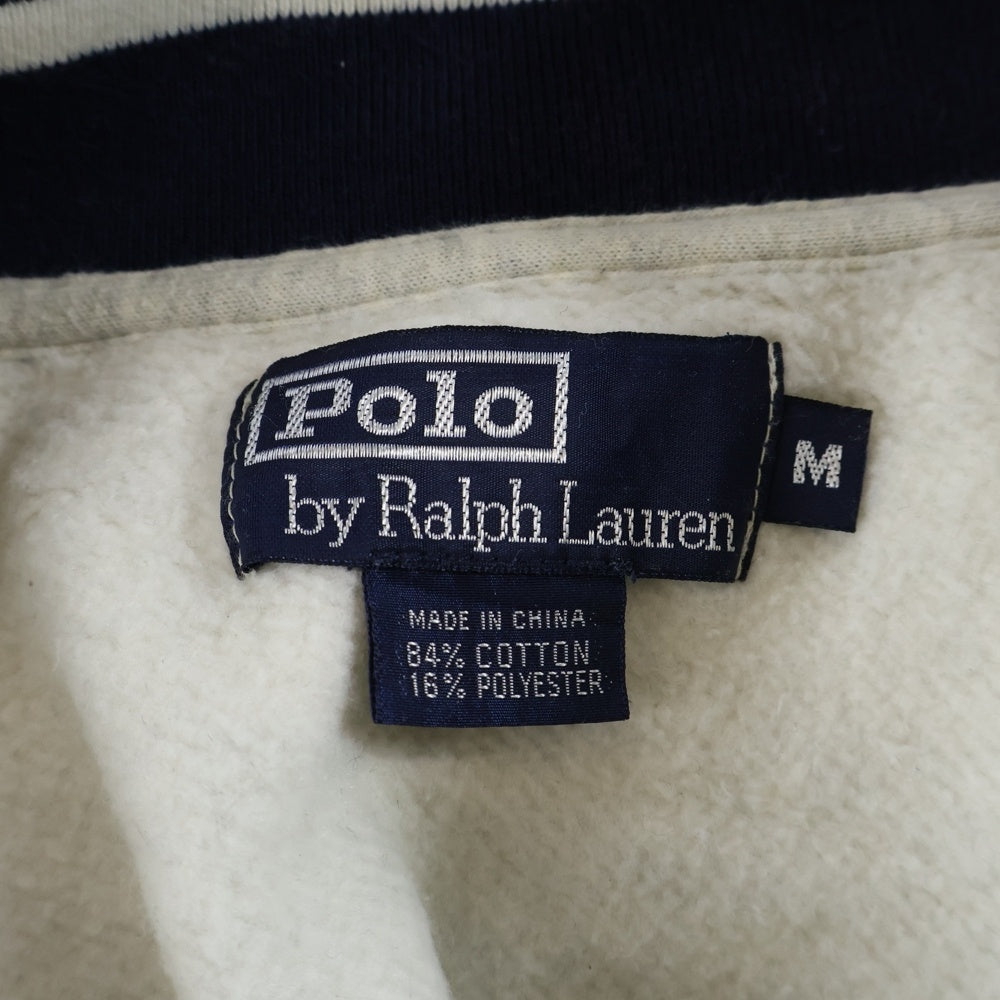 Polo
by Ralph Lauren
M
MADE IN CHINA
84% COTTON
16% POLYESTER